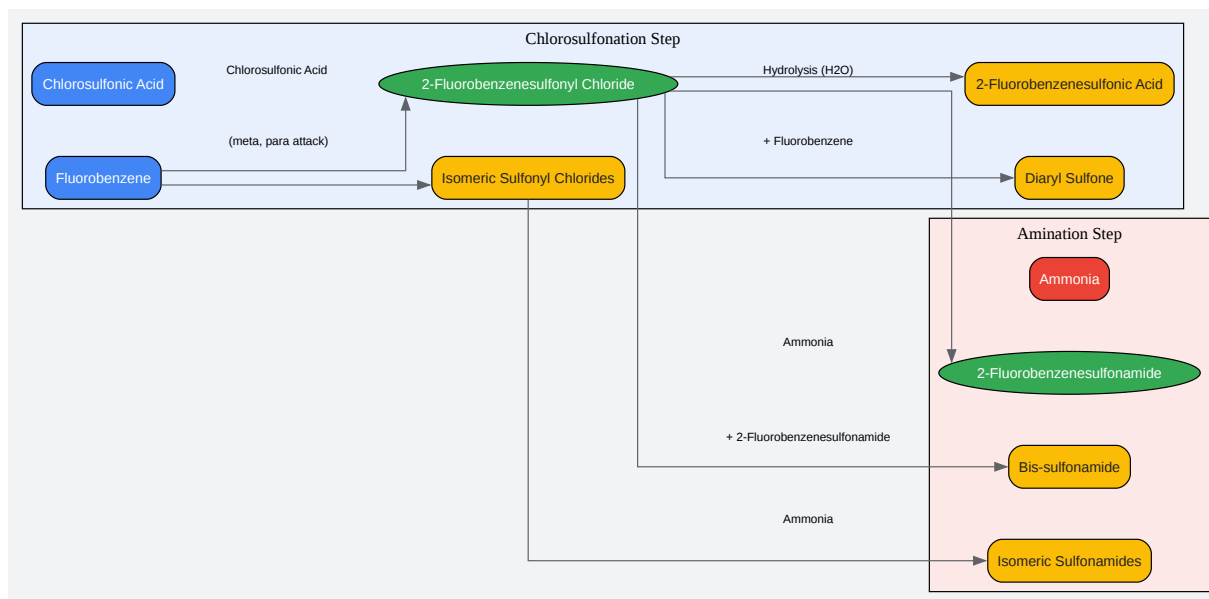 Chlorosulfonation Step
Chlorosulfonic Acid
Chlorosulfonic Acid
2-Fluorobenzenesulfonyl Chloride
Hydrolysis (H2O)
2-Fluorobenzenesulfonic Acid
(meta, para attack)
+ Fluorobenzene
Fluorobenzene
Isomeric Sulfonyl Chlorides
Diaryl Sulfone
Amination Step
Ammonia
Ammonia
2-Fluorobenzenesulfonamide
+ 2-Fluorobenzenesulfonamide
Bis-sulfonamide
Ammonia
Isomeric Sulfonamides